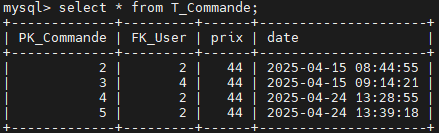 mysql> select * from T_Commande;
+-------------+---------+------+---------------------+
| PK_Commande | FK_User | prix | date                |
+-------------+---------+------+---------------------+
|           2 |       2 |   44 | 2025-04-15 08:44:55 |
|           3 |       4 |   44 | 2025-04-15 09:14:21 |
|           4 |       2 |   44 | 2025-04-24 13:28:55 |
|           5 |       2 |   44 | 2025-04-24 13:39:18 |
+-------------+---------+------+---------------------+